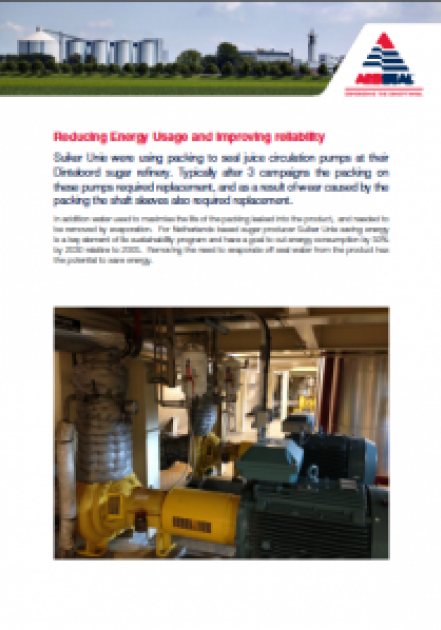 AESSEAL
Reducing Energy Usage and improving reliability
Suiker Unie were using packing to seal juice circulation pumps at their
Dinteloord sugar refinery. Typically after 3 campaigns the packing on
these pumps required replacement, and as a result of wear caused by the
packing the shaft sleeves also required replacement.
In addition water used to maximise the life of the packing leaked into the product, and needed to
be removed by evaporation. For Netherlands based sugar producer Suiker Unie saving energy
is a key element of its sustainability program and have a goal to cut energy consumption by 50%
by 2030 relative to 2005. Removing the need to evaporate off seal water from the product has
the potential to save energy.